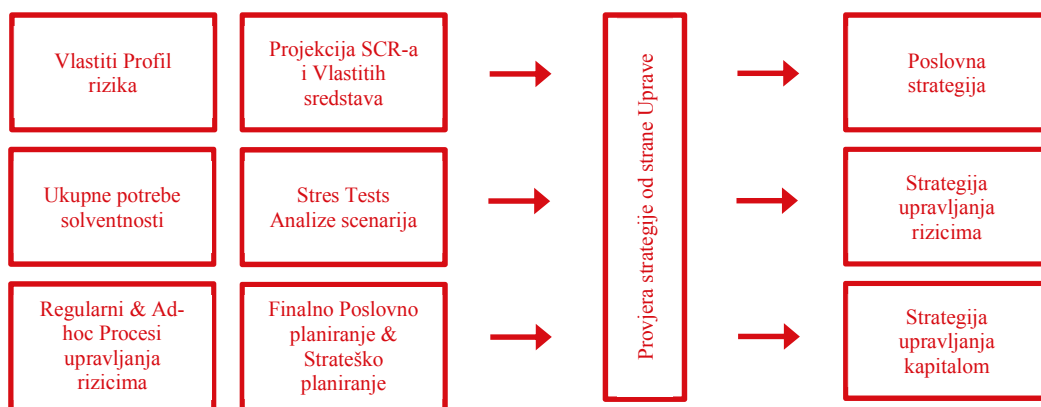 Vlastiti Profil
rizika
Projekcija SCR-a
i Vlastitih
sredstava
Poslovna
strategija
Ukupne potrebe
solventnosti
Stres Tests
Analize scenarija
Provjera strategije od strane Uprave
Strategija
upravljanja
rizicima
Regularni & Ad-
hoc Procesi
upravljanja
rizicima
Finalno Poslovno
planiranje &
Strateško
planiranje
Strategija
upravljanja
kapitalom